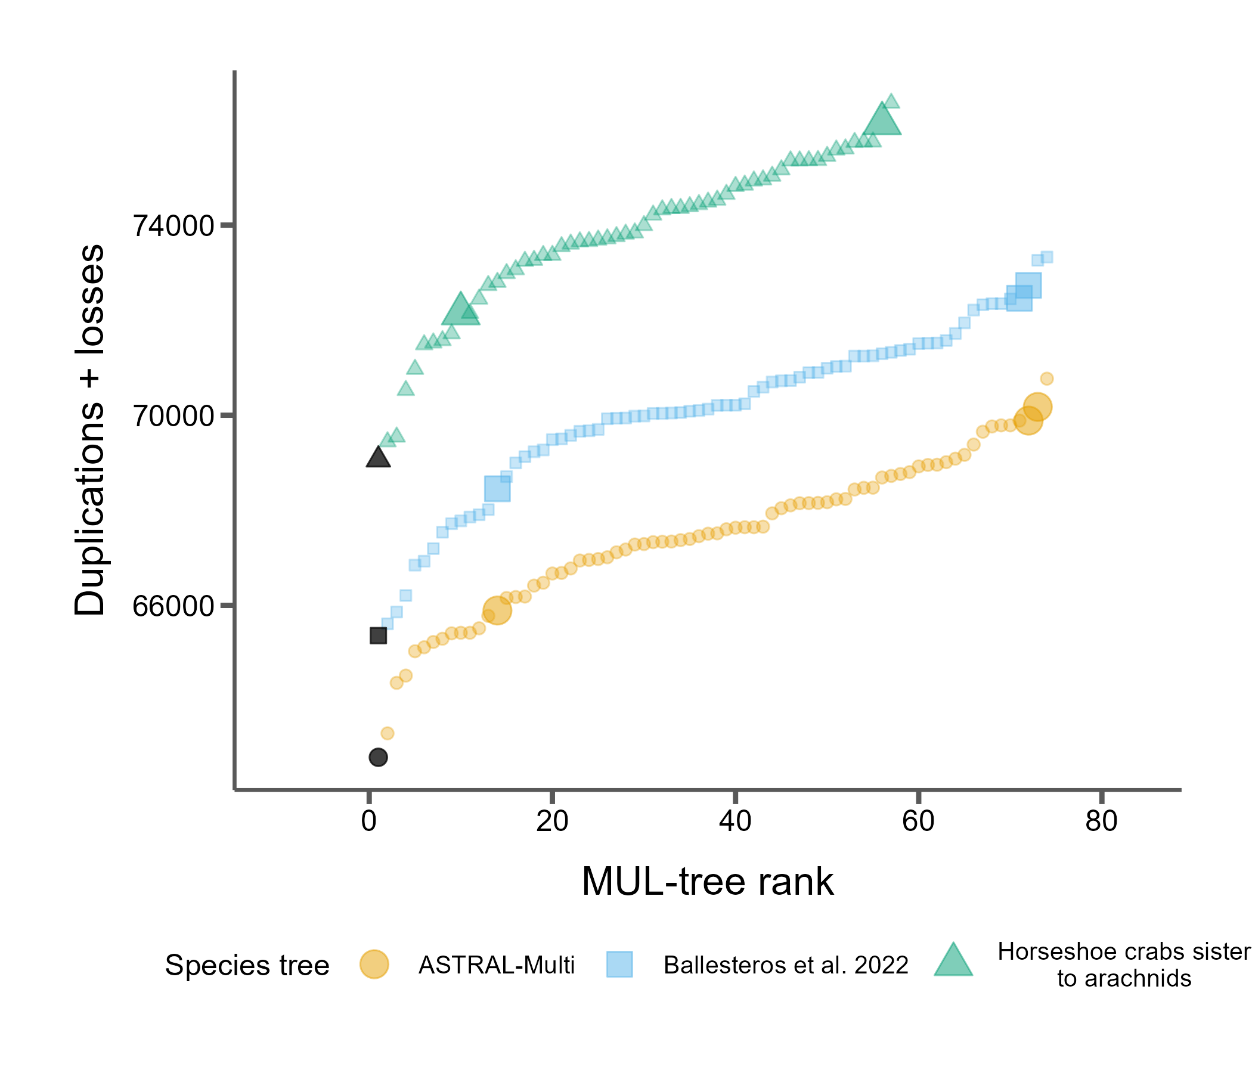 Duplications + losses
74000
70000
66000
0 20 40 60 80
MUL-tree rank
Species tree ASTRAL-Multi Ballesteros et al. 2022 Horseshoe crabs sister
to arachnids